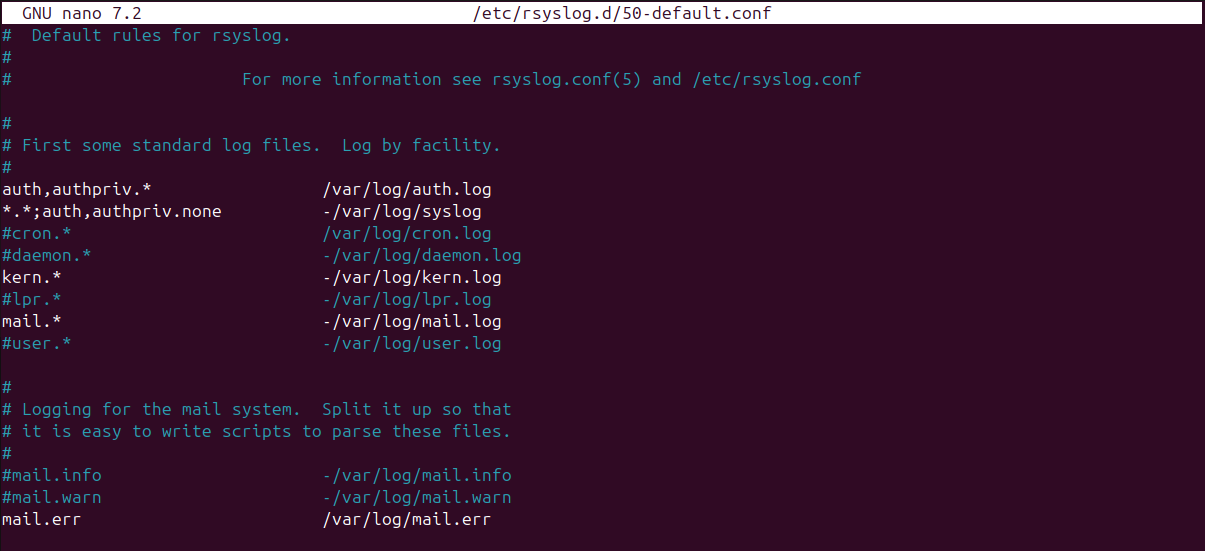 GNU nano 7.2                                 /etc/rsyslog.d/50-default.conf
#  Default rules for rsyslog.
#
#                       For more information see rsyslog.conf(5) and /etc/rsyslog.conf

#
# First some standard log files.  Log by facility.
#
auth,authpriv.*                 /var/log/auth.log
*.*;auth,authpriv.none          -/var/log/syslog
#cron.*                         /var/log/cron.log
#daemon.*                       -/var/log/daemon.log
kern.*                          -/var/log/kern.log
#lpr.*                          -/var/log/lpr.log
mail.*                          -/var/log/mail.log
#user.*                         -/var/log/user.log

#
# Logging for the mail system.  Split it up so that
# it is easy to write scripts to parse these files.
#
#mail.info                      -/var/log/mail.info
#mail.warn                      -/var/log/mail.warn
mail.err                        /var/log/mail.err